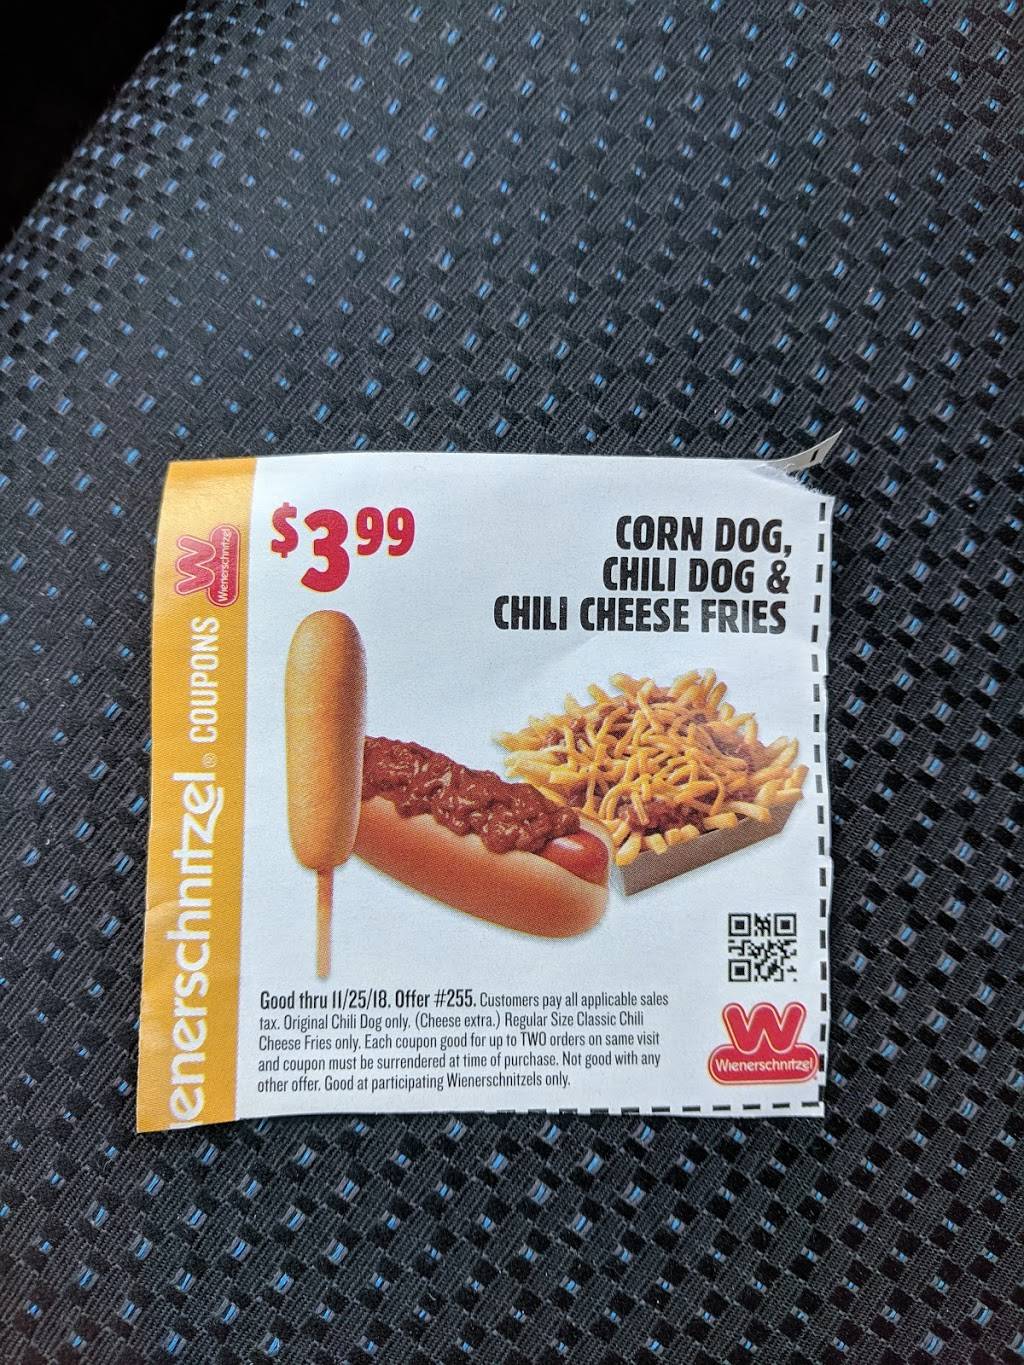 $3.99
CORN DOG,
CHILI DOG &
CHILI CHEESE FRIES
Wienerschnitzel
enerschnitzel® COUPONS
Good thru 11/25/18. Offer #255. Customers pay all applicable sales
tax. Original Chili Dog only. (Cheese extra.) Regular Size Classic Chili
Cheese Fries only. Each coupon good for up to TWO orders on same visit
and coupon must be surrendered at time of purchase. Not good with any
other offer. Good at participating Wienerschnitzels only.
W
Wienerschnitzel